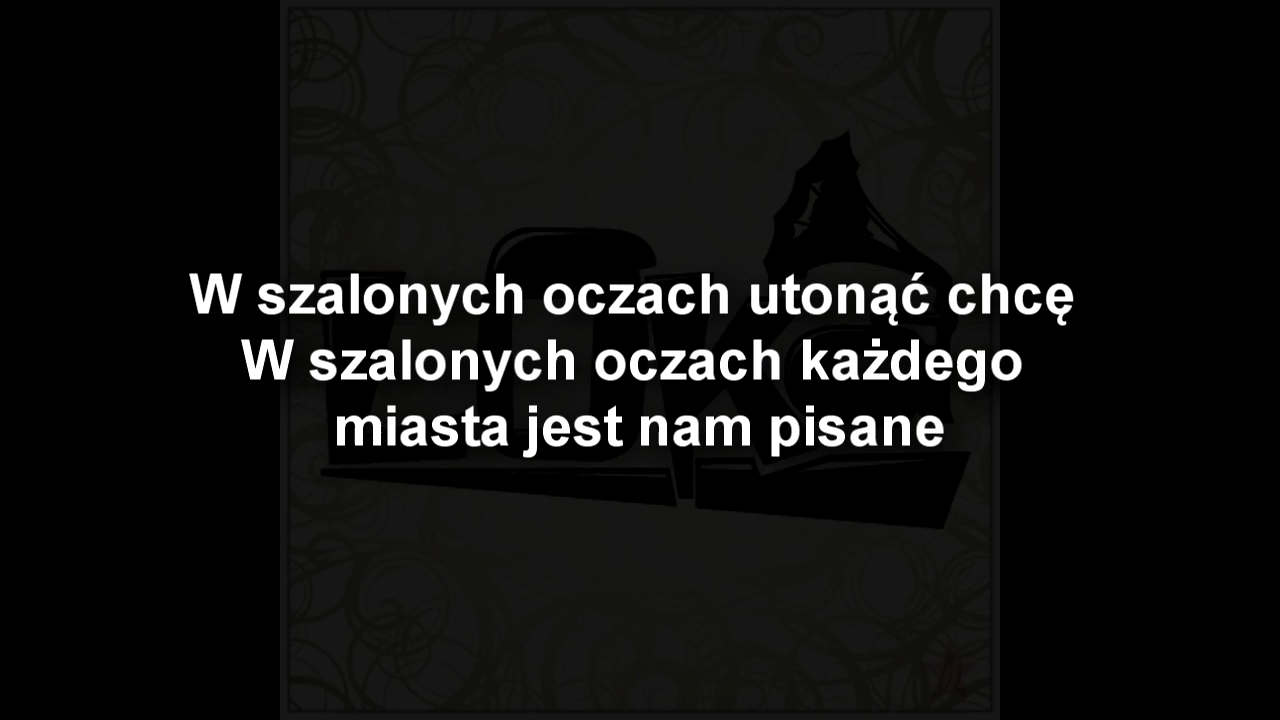 W szalonych oczach utonąć chcę
W szalonych oczach każdego
miasta jest nam pisane